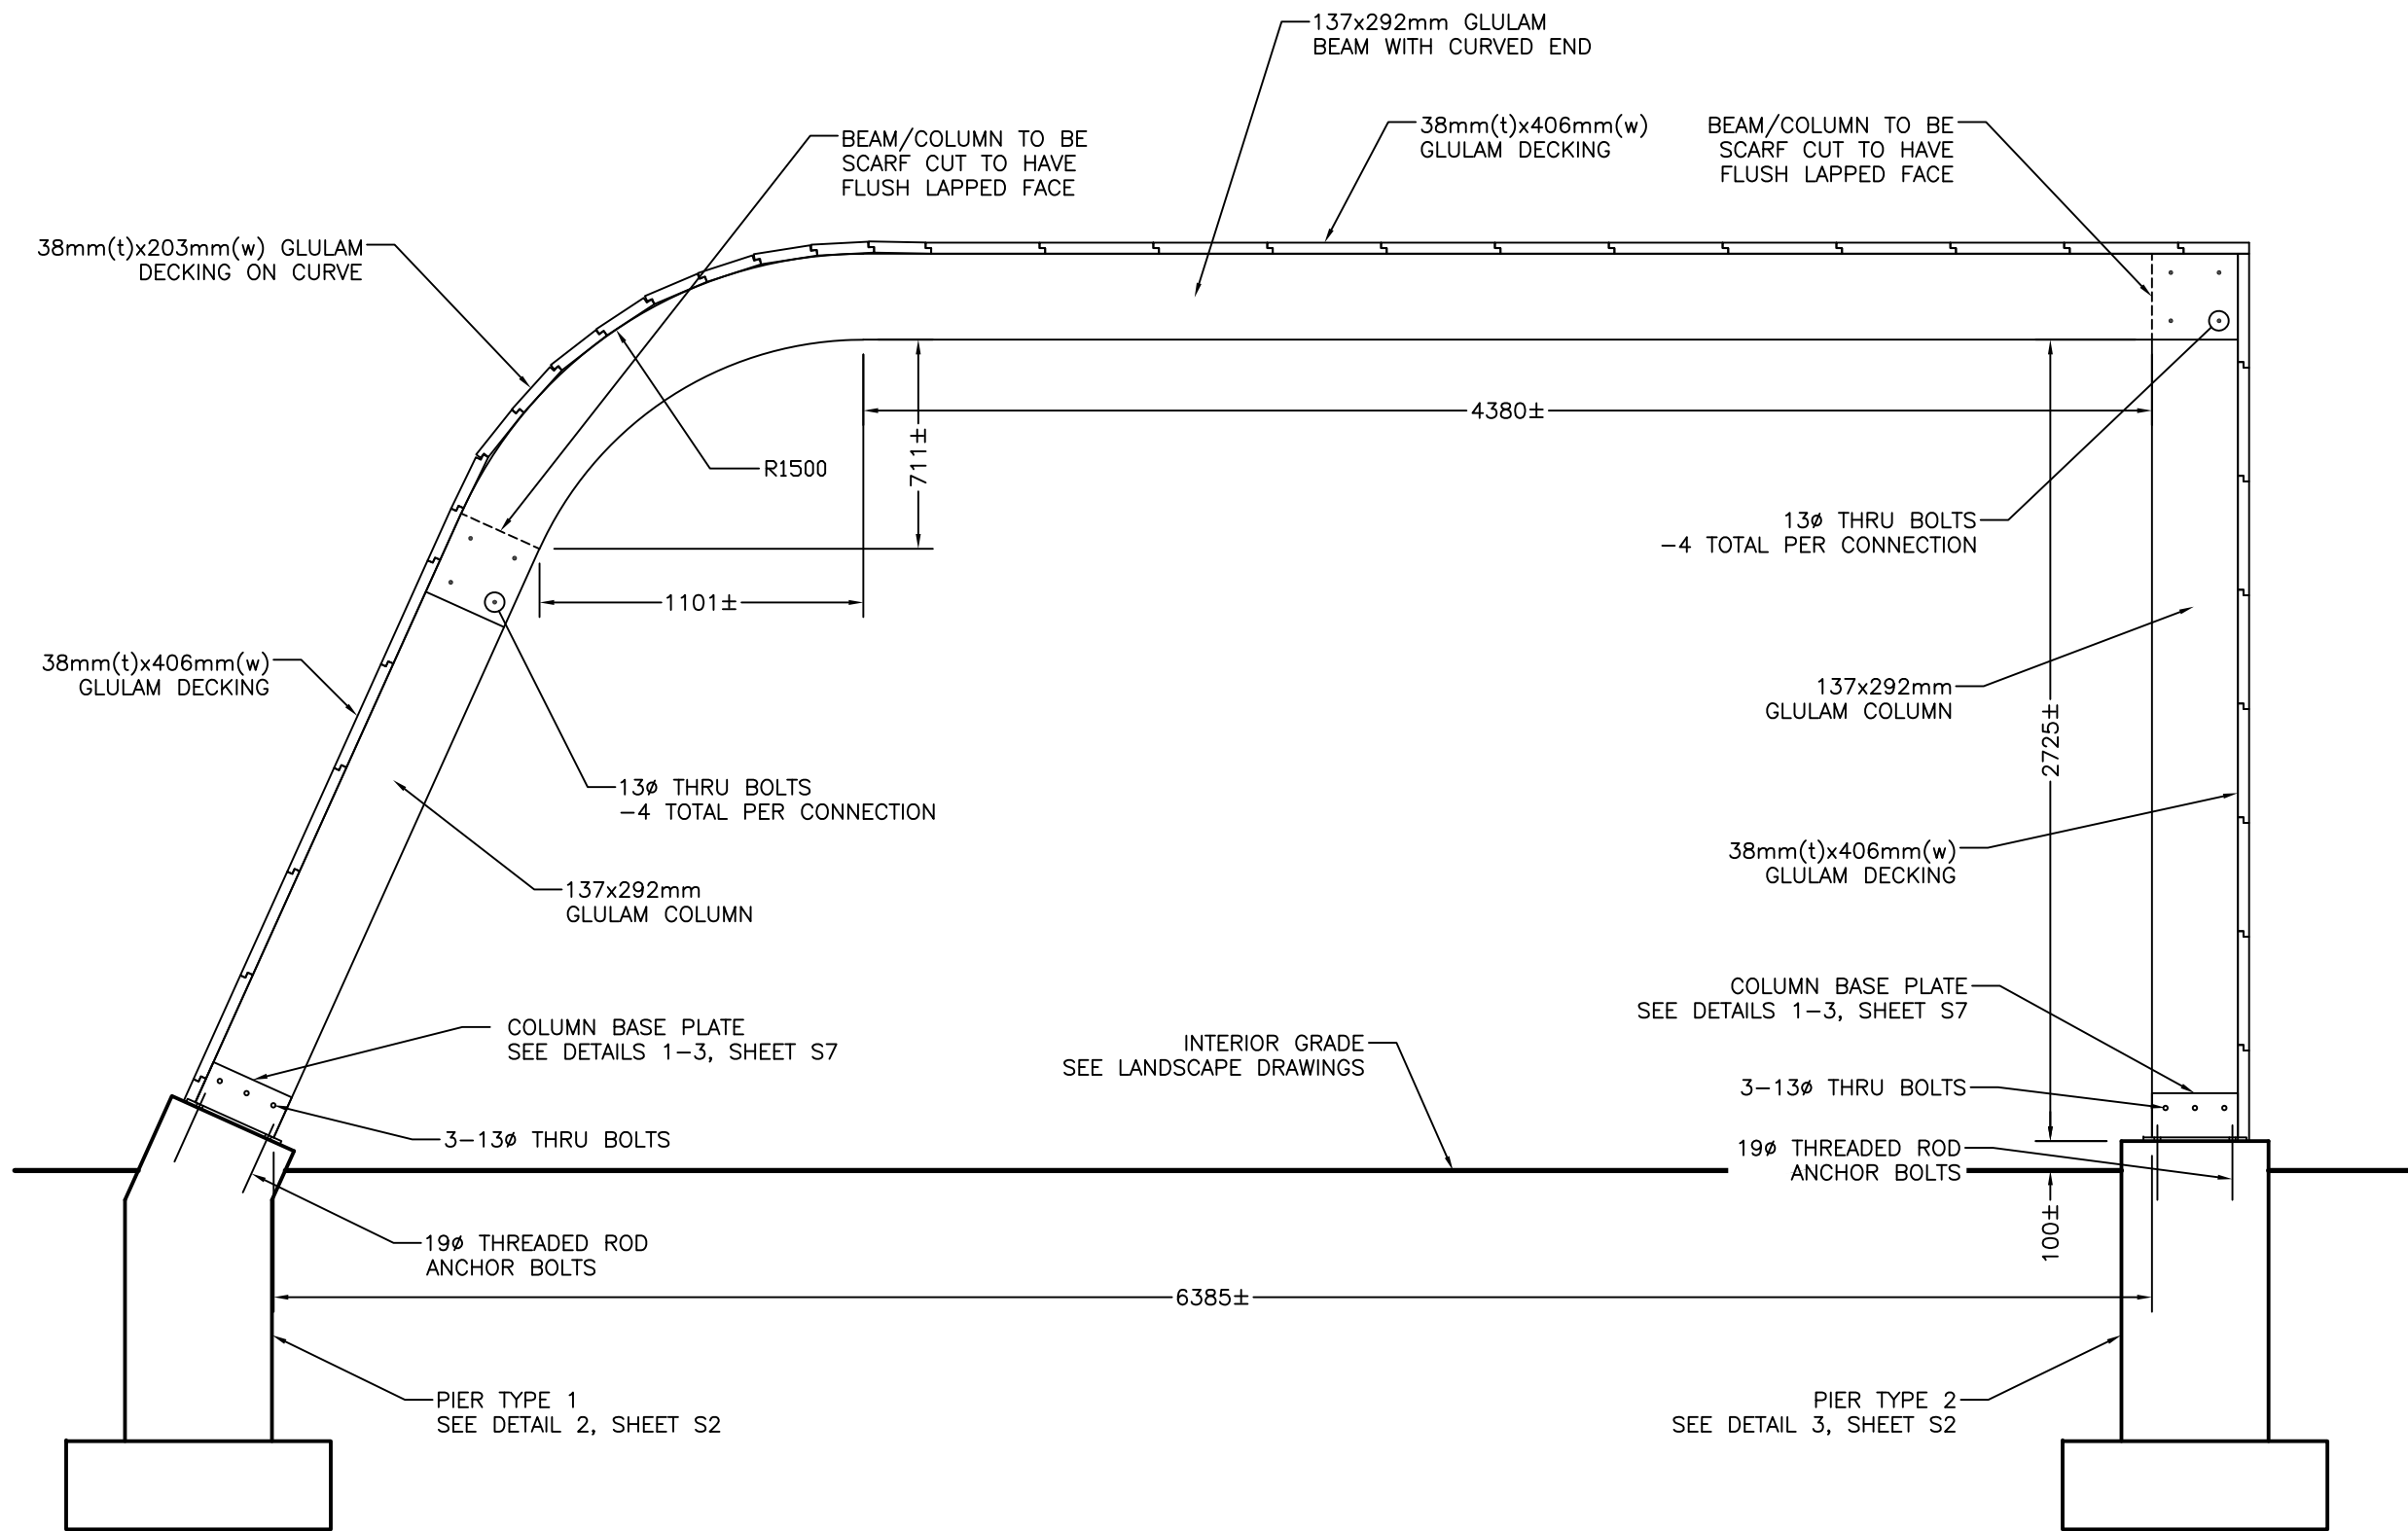 137x292mm GLULAM
BEAM WITH CURVED END
BEAM/COLUMN TO BE
SCARF CUT TO HAVE
FLUSH LAPPED FACE
38mm(t)x406mm(w)
GLULAM DECKING
BEAM/COLUMN TO BE
SCARF CUT TO HAVE
FLUSH LAPPED FACE
38mm(t)x203mm(w) GLULAM
DECKING ON CURVE
4380±
711±
R1500
13ø THRU BOLTS
-4 TOTAL PER CONNECTION
1101±
38mm(t)x406mm(w)
GLULAM DECKING
137x292mm
GLULAM COLUMN
2725±
13ø THRU BOLTS
-4 TOTAL PER CONNECTION
38mm(t)x406mm(w)
GLULAM DECKING
137x292mm
GLULAM COLUMN
COLUMN BASE PLATE
SEE DETAILS 1-3, SHEET S7
COLUMN BASE PLATE
SEE DETAILS 1-3, SHEET S7
INTERIOR GRADE
SEE LANDSCAPE DRAWINGS
3-13ø THRU BOLTS
3-13ø THRU BOLTS
19ø THREADED ROD
ANCHOR BOLTS
100±
19ø THREADED ROD
ANCHOR BOLTS
6385±
PIER TYPE 1
SEE DETAIL 2, SHEET S2
PIER TYPE 2
SEE DETAIL 3, SHEET S2